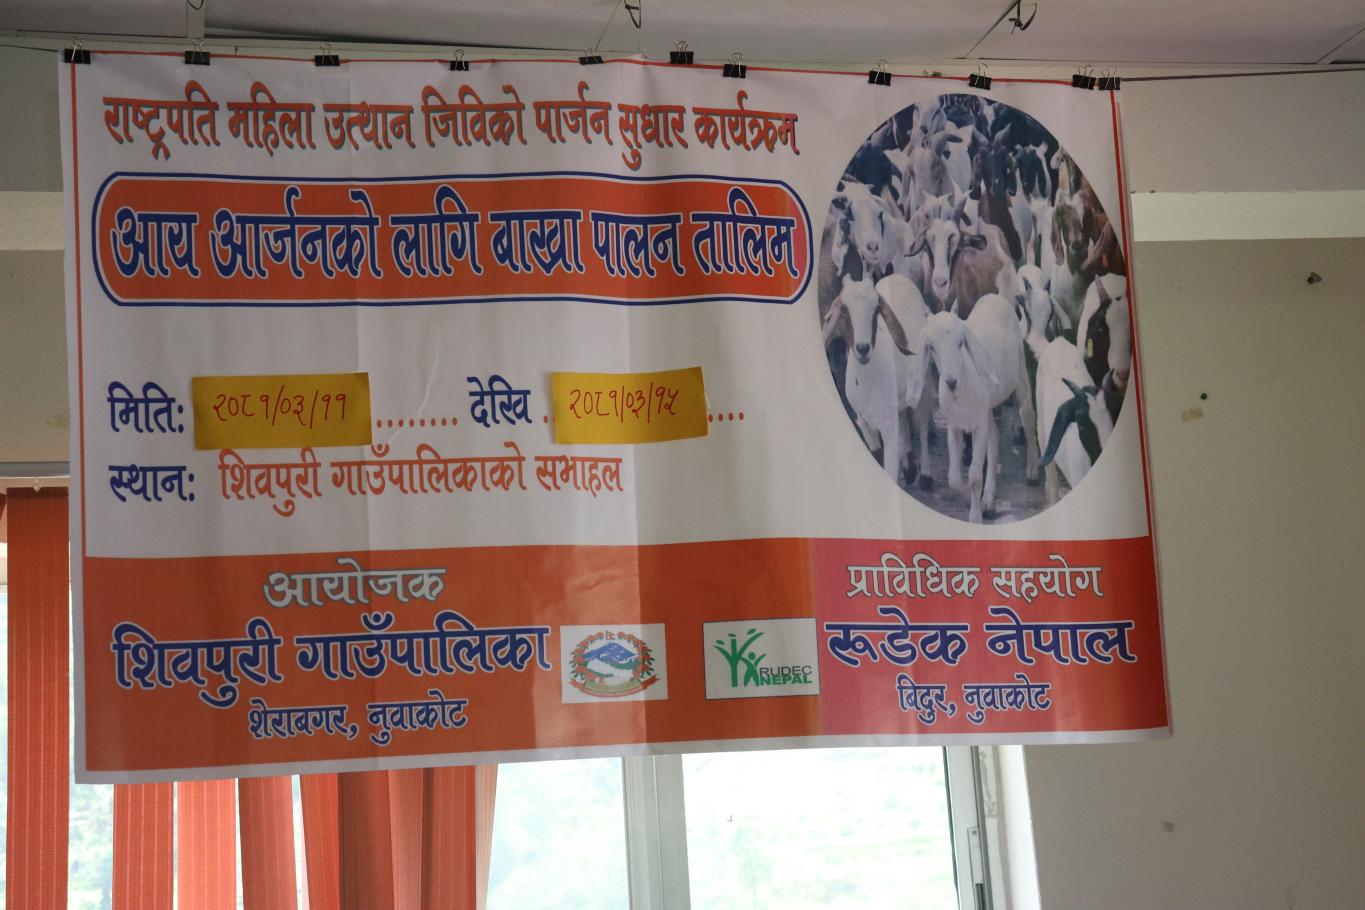 राष्ट्रपति महिला उत्थान जिविको पार्जन सुधार कार्यक्रम
आय आर्जनको लागि बाख्रा पालन तालिम
मिति: २०८१/०३/११ ........ देखि .. २०८१/०३/१५ ....
स्थान: शिवपुरी गाउँपालिकाको सभाहल
आयोजक
शिवपुरी गाउँपालिका
शेराबगर, नुवाकोट
RUDEC
NEPAL
प्राविधिक सहयोग
रूडेक नेपाल
बिदुर, नुवाकोट